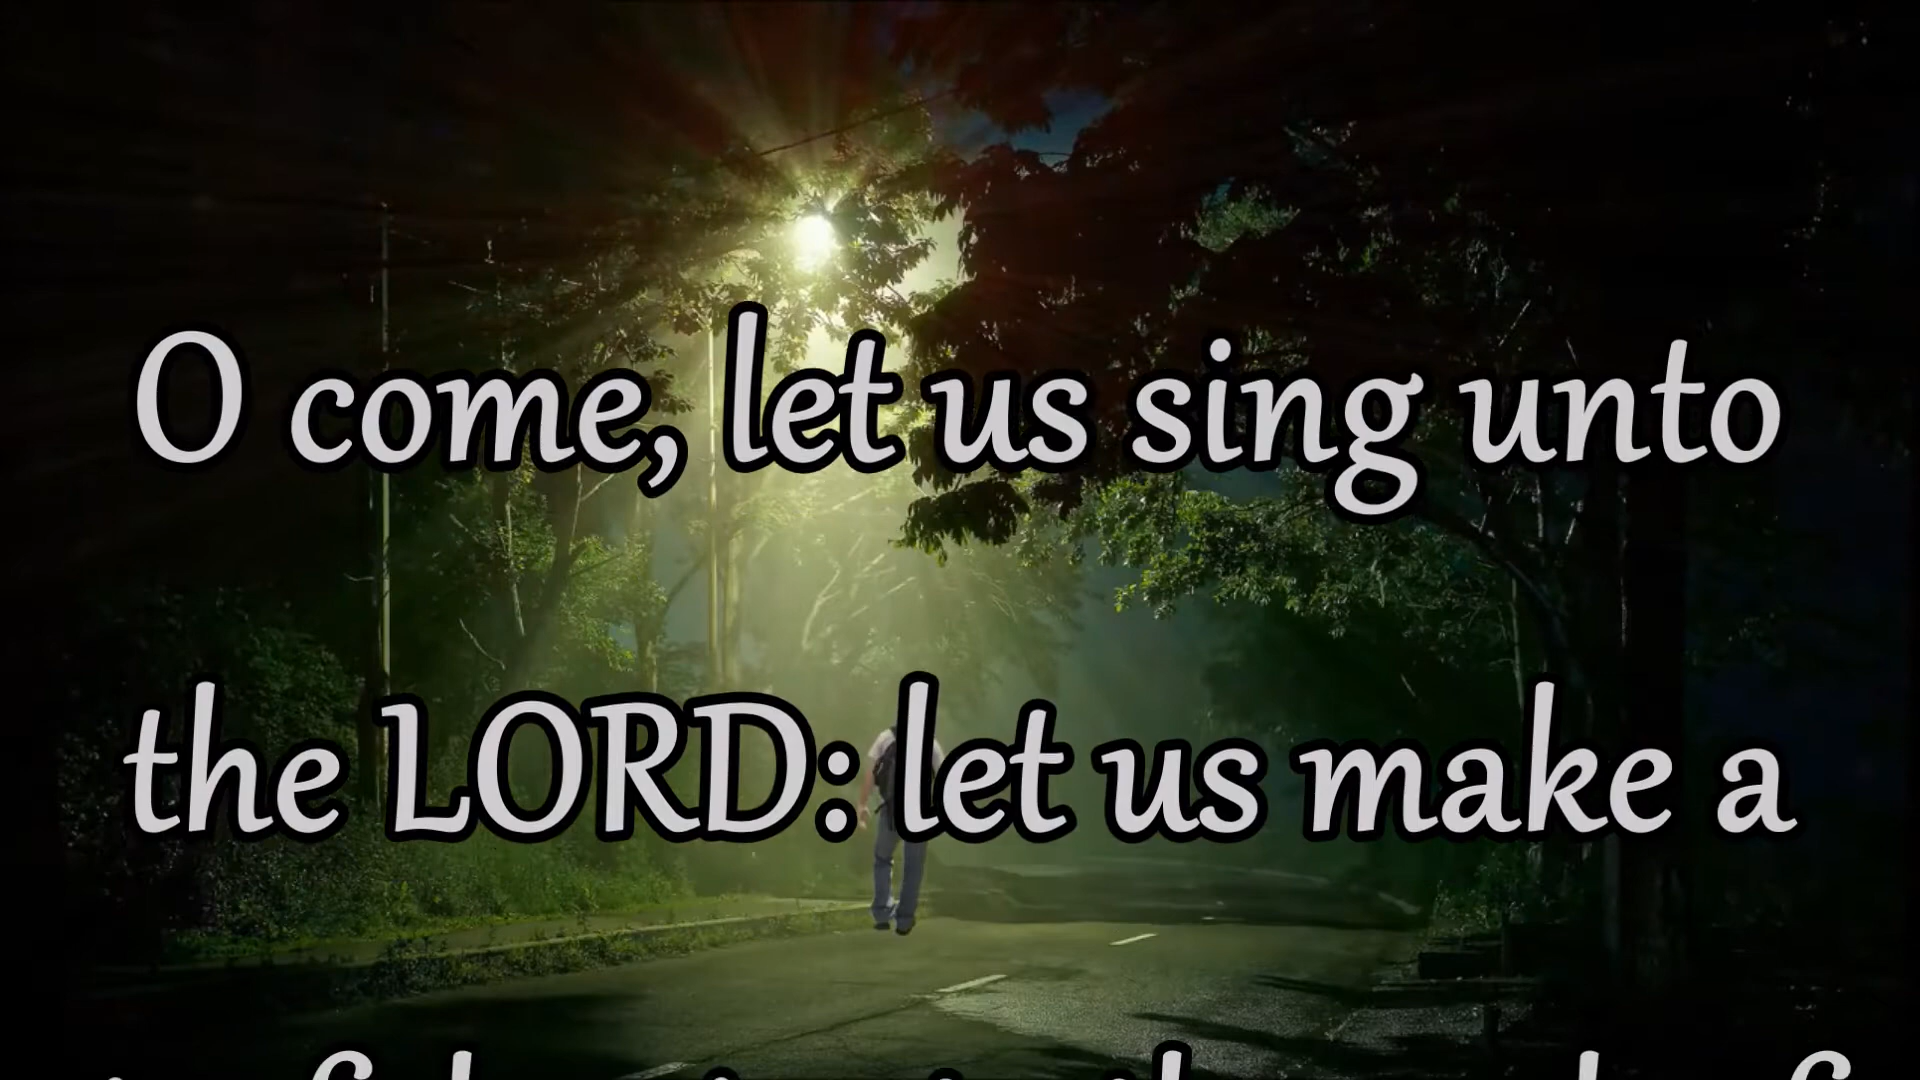 O come, let us sing unto
the LORD: let us make a